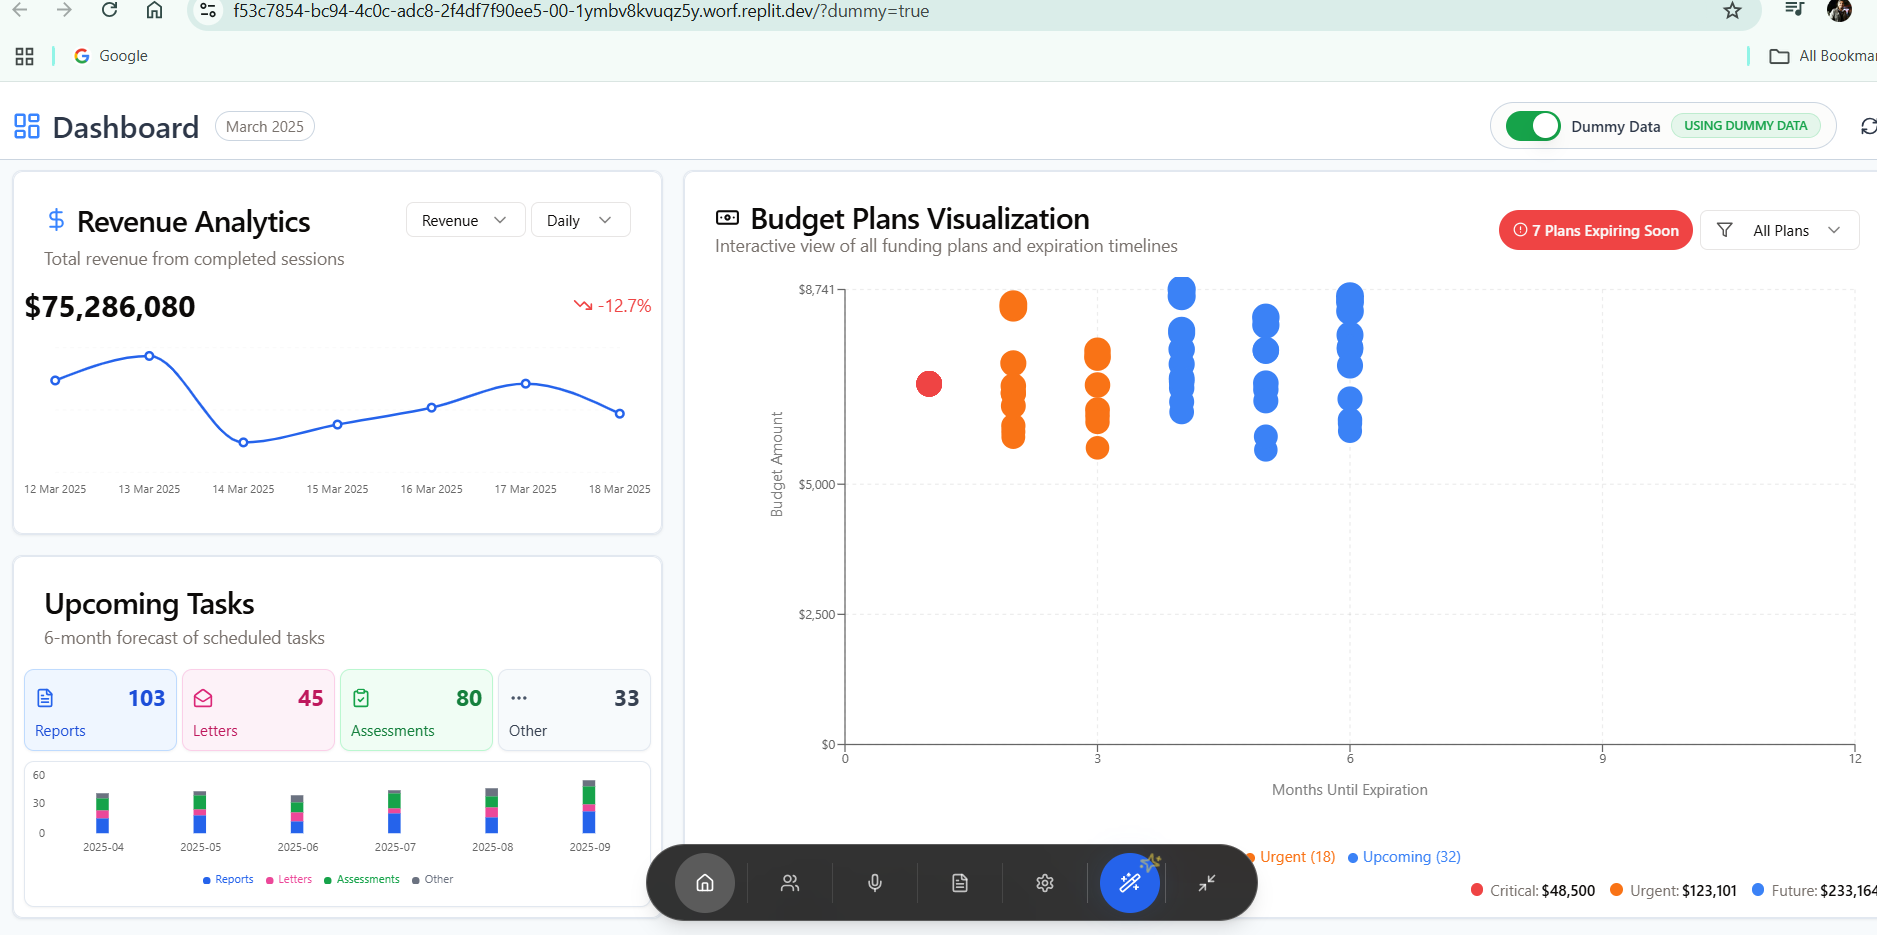 f53c7854-bc94-4c0c-adc8-2f4df7f90ee5-00-1ymbv8kvuqz5y.worf.replit.dev/?dummy=true
Google
All Bookmar
Dashboard
March 2025
Dummy Data
USING DUMMY DATA
Revenue Analytics
Revenue
Daily
Total revenue from completed sessions
$75,286,080
-12.7%
12 Mar 2025
13 Mar 2025
14 Mar 2025
15 Mar 2025
16 Mar 2025
17 Mar 2025
18 Mar 2025
Upcoming Tasks
6-month forecast of scheduled tasks
103
Reports
45
Letters
80
Assessments
33
Other
60
30
0
2025-04
2025-05
2025-06
2025-07
2025-08
2025-09
Reports
Letters
Assessments
Other
Budget Plans Visualization
Interactive view of all funding plans and expiration timelines
7 Plans Expiring Soon
All Plans
Budget Amount
$8,741
$5,000
$2,500
$0
0
3
6
9
12
Months Until Expiration
Urgent (18)
Upcoming (32)
Critical: $48,500
Urgent: $123,101
Future: $233,164